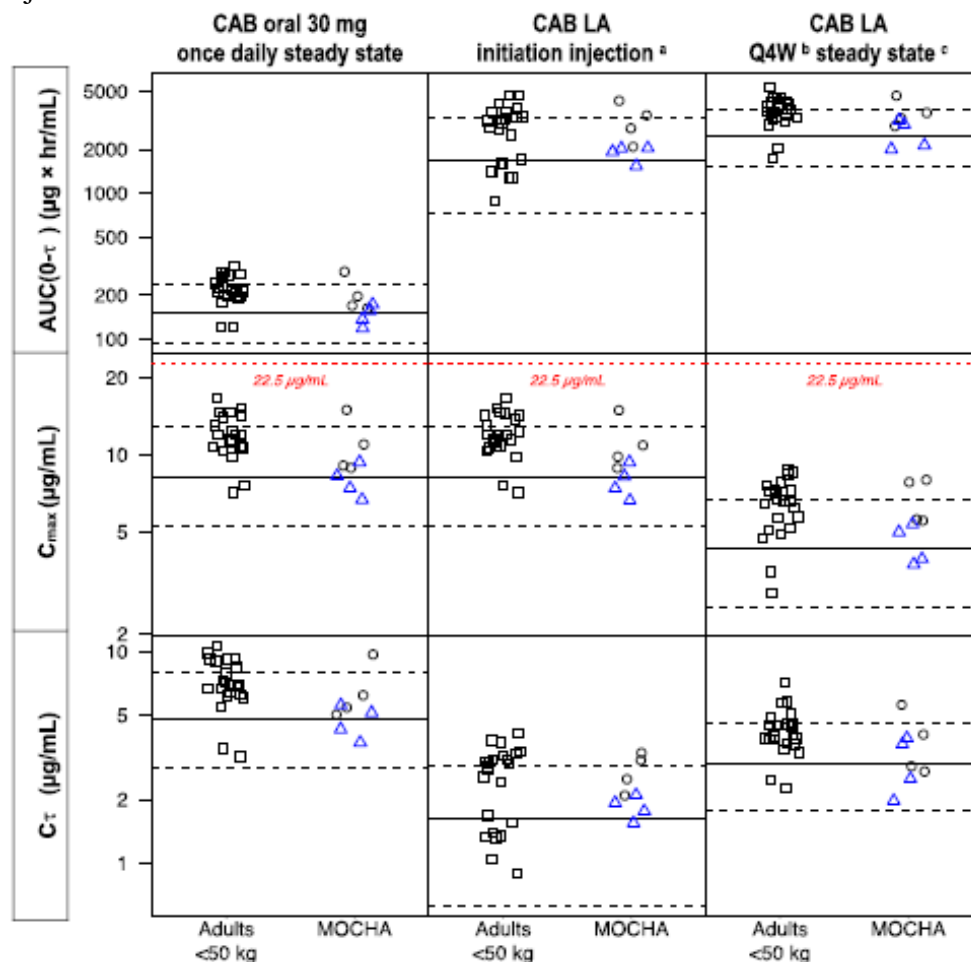 CAB oral 30 mg
once daily steady state
CAB LA
initiation injection a
CAB LA
Q4W b steady state c
AUC(0-τ ) (µg × hr/mL)
5000
2000
1000
500
200
100
Cmax (µg/mL)
20
10
5
2
22.5 µg/mL
22.5 µg/mL
22.5 µg/mL
Cτ (µg/mL)
10
5
2
1
Adults
<50 kg
MOCHA
Adults
<50 kg
MOCHA
Adults
<50 kg
MOCHA